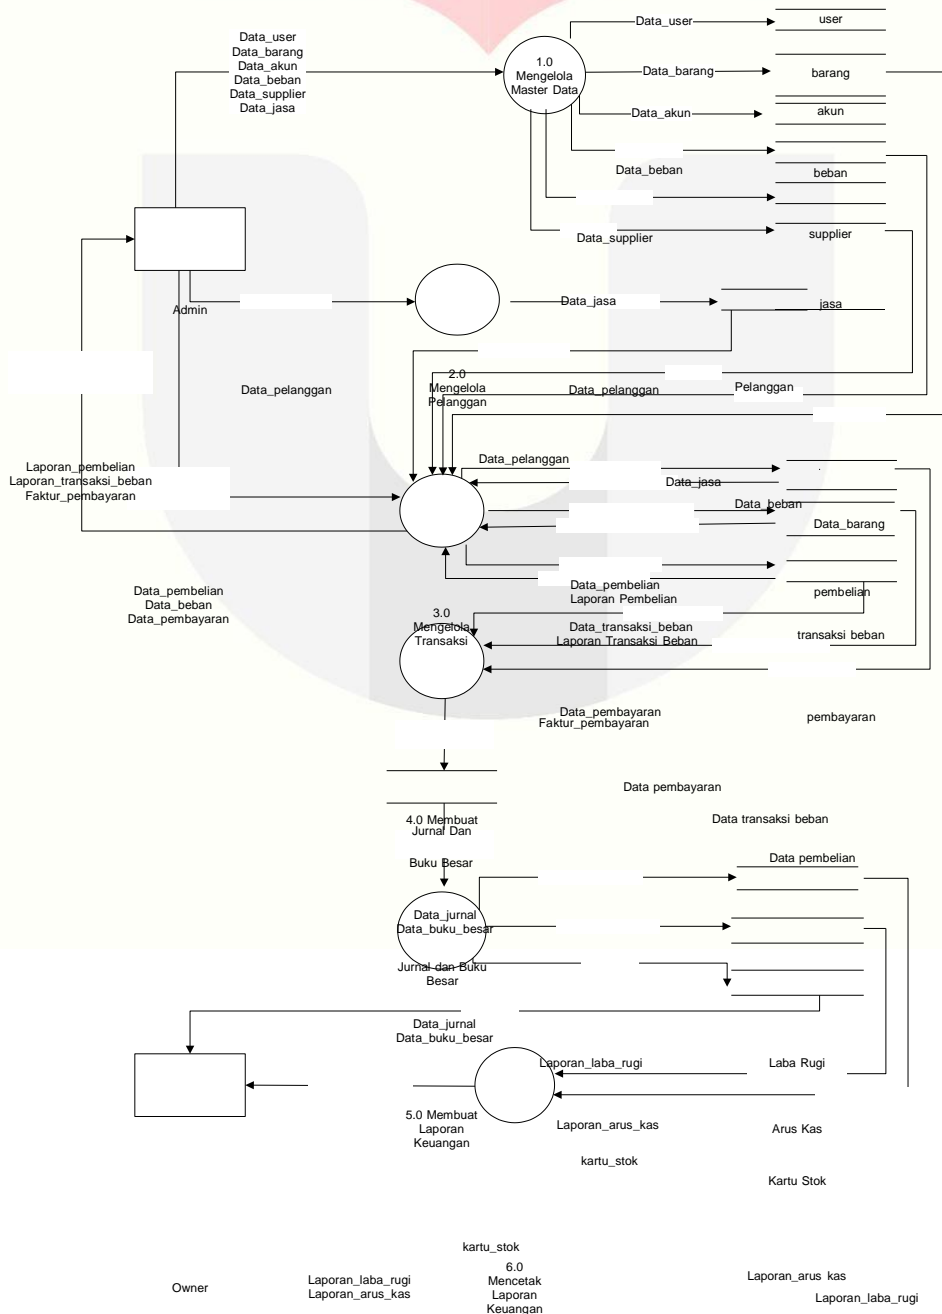 Data_user
Data_barang
Data_akun
Data_beban
Data_supplier
Data_jasa
1.0
Mengelola
Master Data
Data_user
user
Data_barang
barang
Data_akun
akun
Data_beban
beban
Data_supplier
supplier
Admin
Data_jasa
jasa
Data_pelanggan
2.0
Mengelola
Pelanggan
Data_pelanggan
Pelanggan
Laporan_pembelian
Laporan_transaksi_beban
Faktur_pembayaran
Data_pelanggan
Data_jasa
Data_beban
Data_barang
Data_pembelian
Data_beban
Data_pembayaran
Data_pembelian
Laporan Pembelian
pembelian
3.0
Mengelola
Transaksi
Data_transaksi_beban
Laporan Transaksi Beban
transaksi beban
Data_pembayaran
Faktur_pembayaran
pembayaran
Data pembayaran
4.0 Membuat
Jurnal Dan
Buku Besar
Data transaksi beban
Data pembelian
Data_jurnal
Data_buku_besar
Jurnal dan Buku
Besar
Data_jurnal
Data_buku_besar
Laporan_laba_rugi
Laba Rugi
5.0 Membuat
Laporan
Keuangan
Laporan_arus_kas
Arus Kas
kartu_stok
Kartu Stok
kartu_stok
Owner
Laporan_laba_rugi
Laporan_arus_kas
6.0
Mencetak
Laporan
Keuangan
Laporan_arus kas
Laporan_laba_rugi